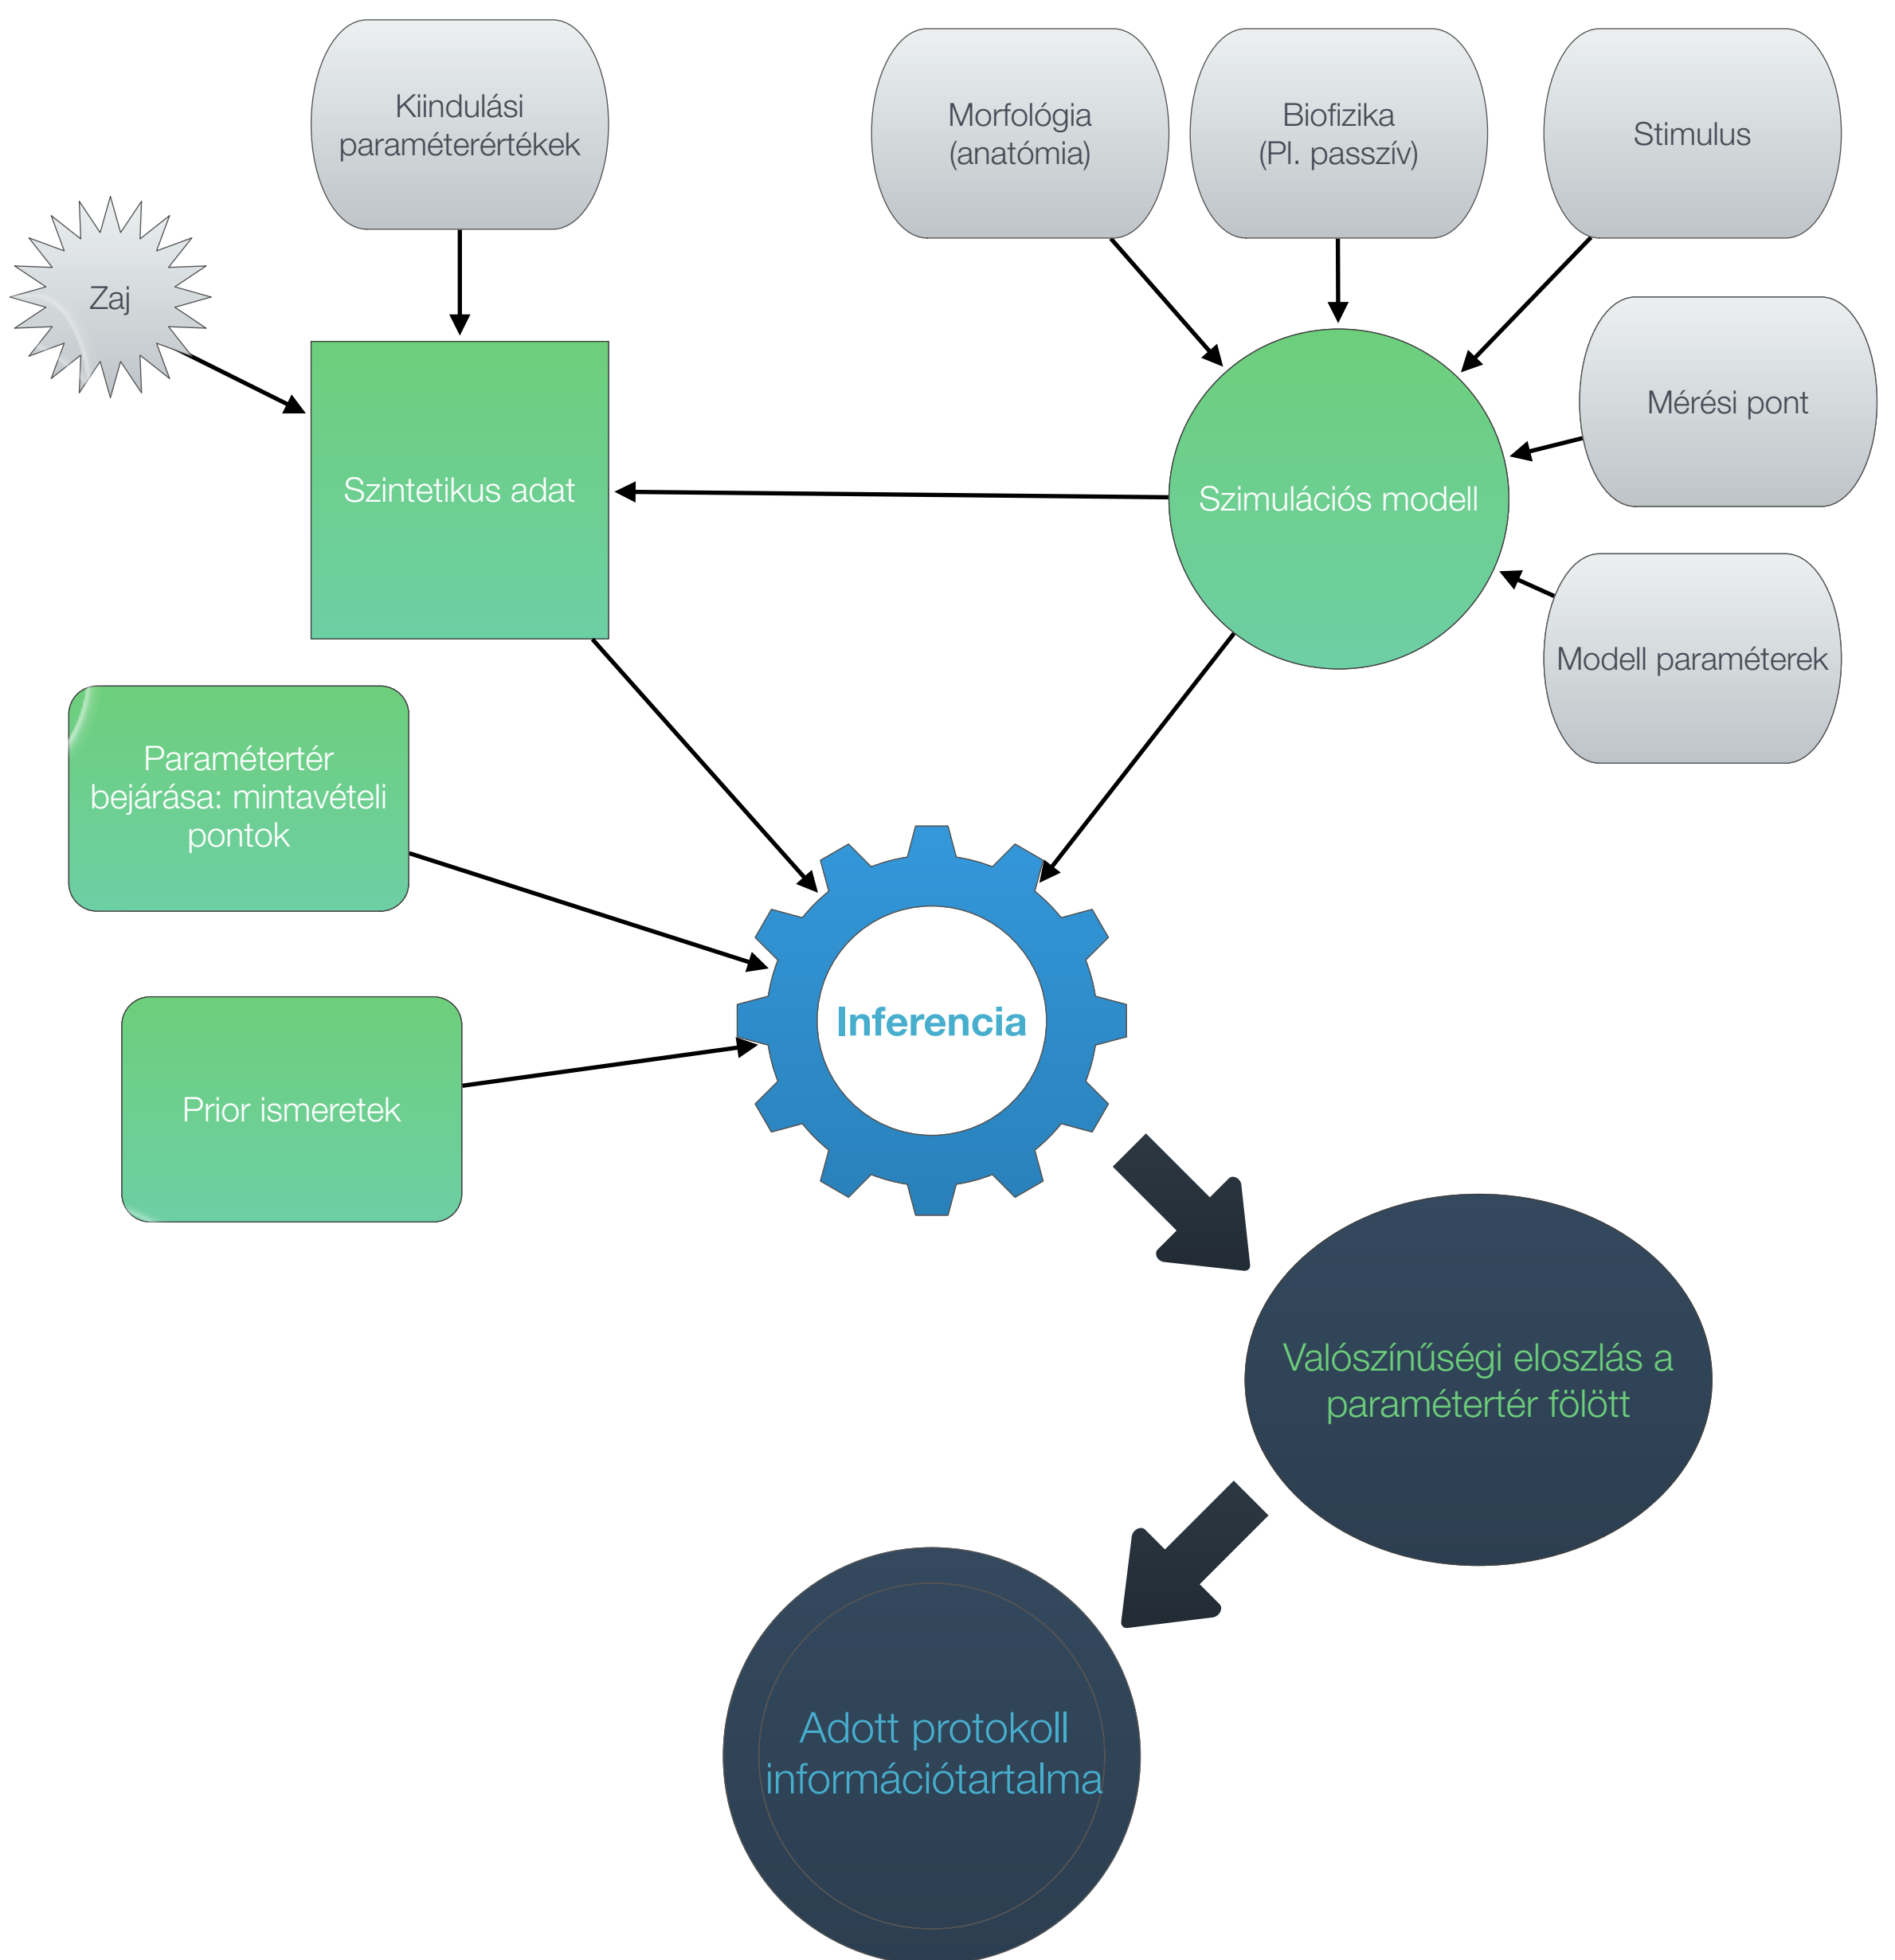 Kiindulási
paraméterértékek
Morfológia
(anatómia)
Biofizika
(Pl. passzív)
Stimulus
Zaj
Mérési pont
Szintetikus adat
Szimulációs modell
Modell paraméterek
Paramétertér
bejárása: mintavételi
pontok
Inferencia
Prior ismeretek
Valószínűségi eloszlás a
paramétertér fölött
Adott protokoll
információtartalma